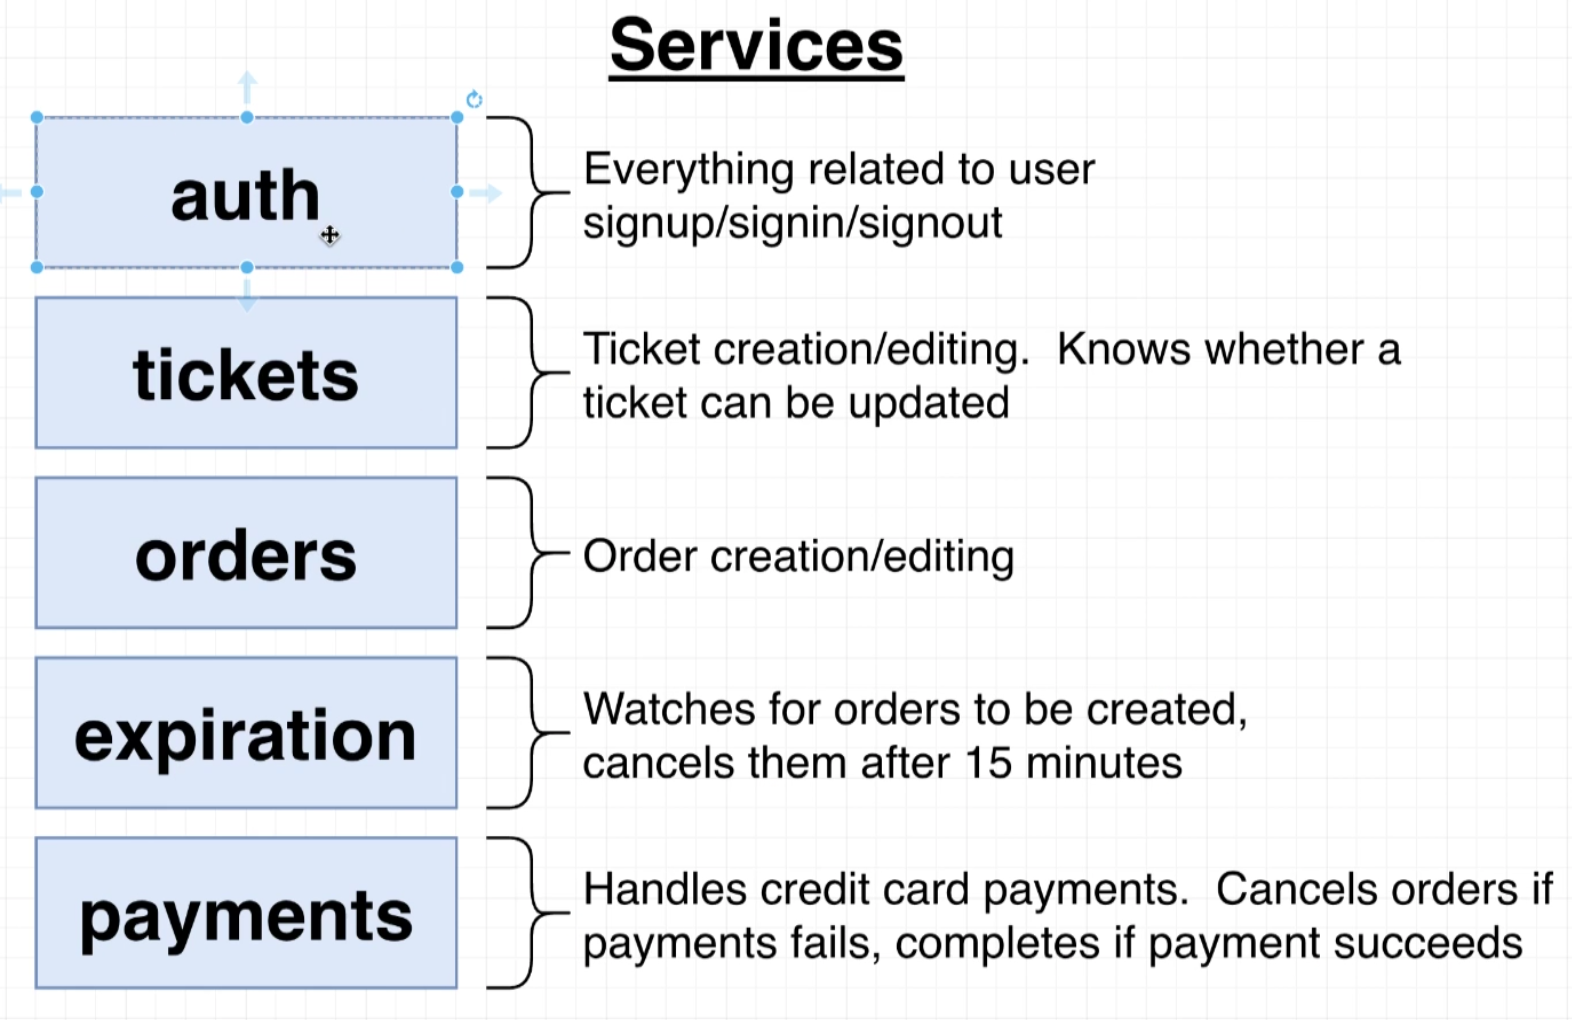 Services
auth
Everything related to user
signup/signin/signout
tickets
Ticket creation/editing.  Knows whether a
ticket can be updated
orders
Order creation/editing
expiration
Watches for orders to be created,
cancels them after 15 minutes
payments
Handles credit card payments.  Cancels orders if
payments fails, completes if payment succeeds